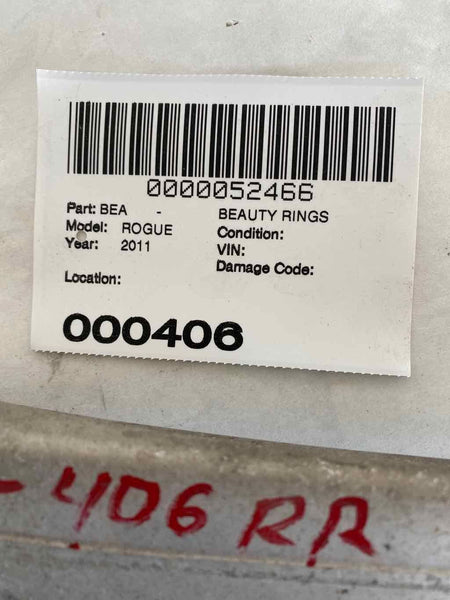 0000052466
Part: BEA - BEAUTY RINGS
Model: ROGUE Condition:
Year: 2011 VIN:
Damage Code:
Location:
000406
-406 RR